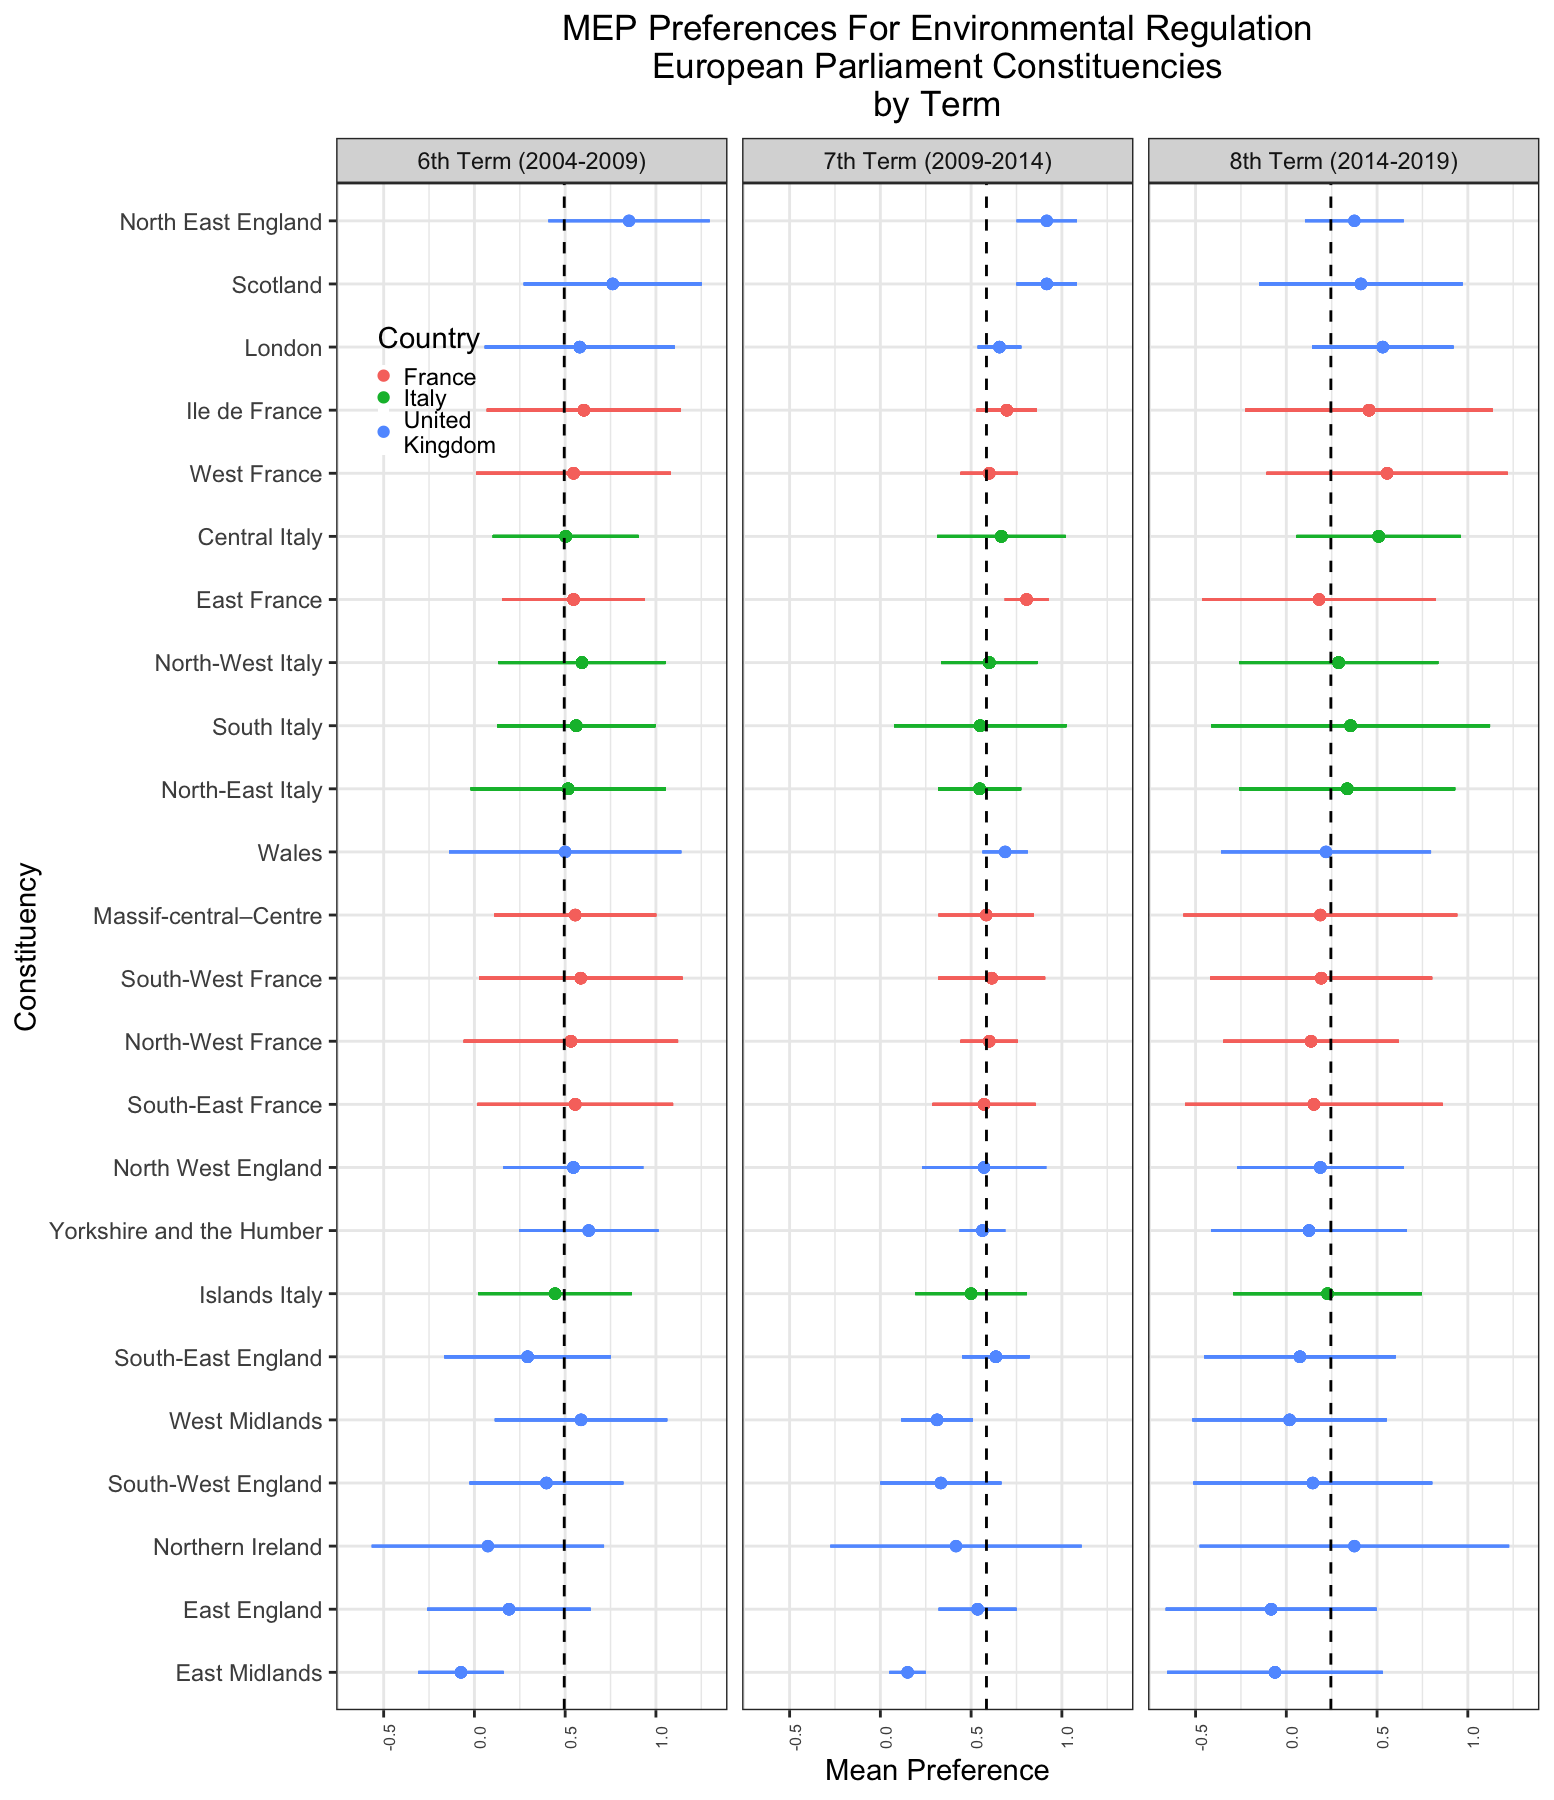 MEP Preferences For Environmental Regulation
European Parliament Constituencies
by Term
6th Term (2004-2009)
7th Term (2009-2014)
8th Term (2014-2019)
North East England
Scotland
London
Ile de France
West France
Central Italy
East France
North-West Italy
South Italy
North-East Italy
Wales
Massif-central–Centre
South-West France
North-West France
South-East France
North West England
Yorkshire and the Humber
Islands Italy
South-East England
West Midlands
South-West England
Northern Ireland
East England
East Midlands
Constituency
Country
France
Italy
United
Kingdom
-0.5
0.0
0.5
1.0
-0.5
0.0
0.5
1.0
-0.5
0.0
0.5
1.0
Mean Preference